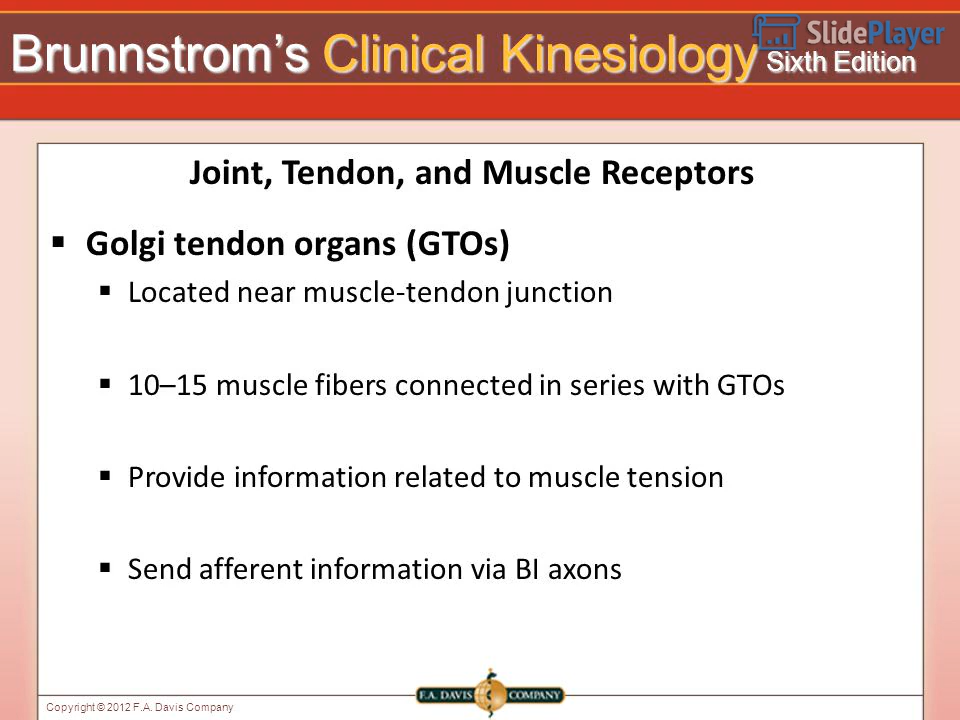 Brunnstrom’s Clinical Kinesiology
SlidePlayer
Sixth Edition
Joint, Tendon, and Muscle Receptors
▪ Golgi tendon organs (GTOs)
▪ Located near muscle-tendon junction
▪ 10–15 muscle fibers connected in series with GTOs
▪ Provide information related to muscle tension
▪ Send afferent information via BI axons
F.A. DAVIS COMPANY
Copyright © 2012 F.A. Davis Company